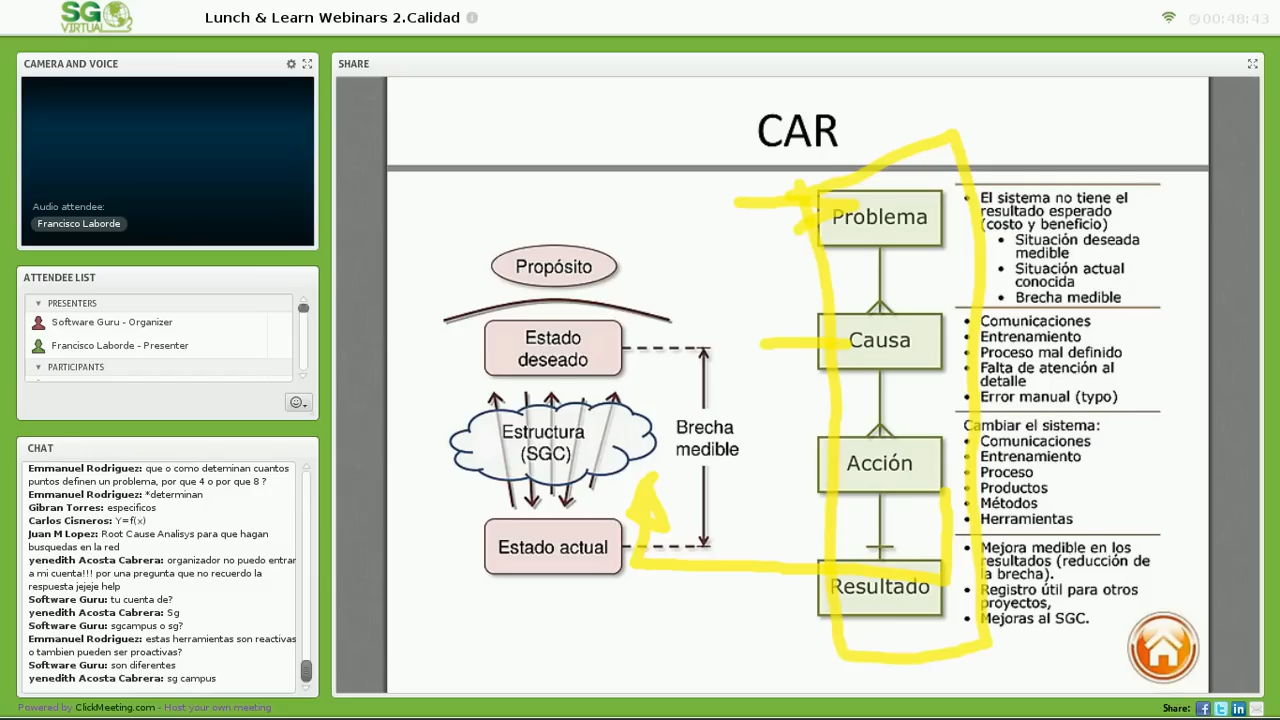 SG
VIRTUAL
Lunch & Learn Webinars 2.Calidad
00:48:43
CAMERA AND VOICE
Audio attendee:
Francisco Laborde
ATTENDEE LIST
PRESENTERS
Software Guru - Organizer
Francisco Laborde - Presenter
PARTICIPANTS
CHAT
Emmanuel Rodriguez: que o como deteminan cuantos
puntos definen un problema, por que 4 o por que 8 ?
Emmanuel Rodriguez: *determinan
Gibran Torres: especificos
Carlos Cisneros: Y=f(x)
Juan M Lopez: Root Cause Analisys para que hagan
busquedas en la red
yenedith Acosta Cabrera: organizador no puedo entrar
a mi cuenta!!! por una pregunta que no recuerdo la
respuesta jejeje help
Software Guru: tu cuenta de?
yenedith Acosta Cabrera: Sg
Software Guru: sgcampus o sg?
Emmanuel Rodriguez: estas herramientas son reactivas
o tambien pueden ser proactivas?
Software Guru: son diferentes
yenedith Acosta Cabrera: sg campus
Powered by ClickMeeting.com - Host your own meeting
SHARE
CAR
Propósito
Estado
deseado
Estructura
(SGC)
Estado actual
Brecha
medible
Problema
Causa
Acción
Resultado
• El sistema no tiene el
resultado esperado
(costo y beneficio)
• Situación deseada
medible
• Situación actual
conocida
• Brecha medible
• Comunicaciones
• Entrenamiento
• Proceso mal definido
• Falta de atención al
detalle
• Error manual (typo)
Cambiar el sistema:
• Comunicaciones
• Entrenamiento
• Proceso
• Productos
• Métodos
• Herramientas
• Mejora medible en los
resultados (reducción de
la brecha).
• Registro útil para otros
proyectos,
• Mejoras al SGC.
Share: